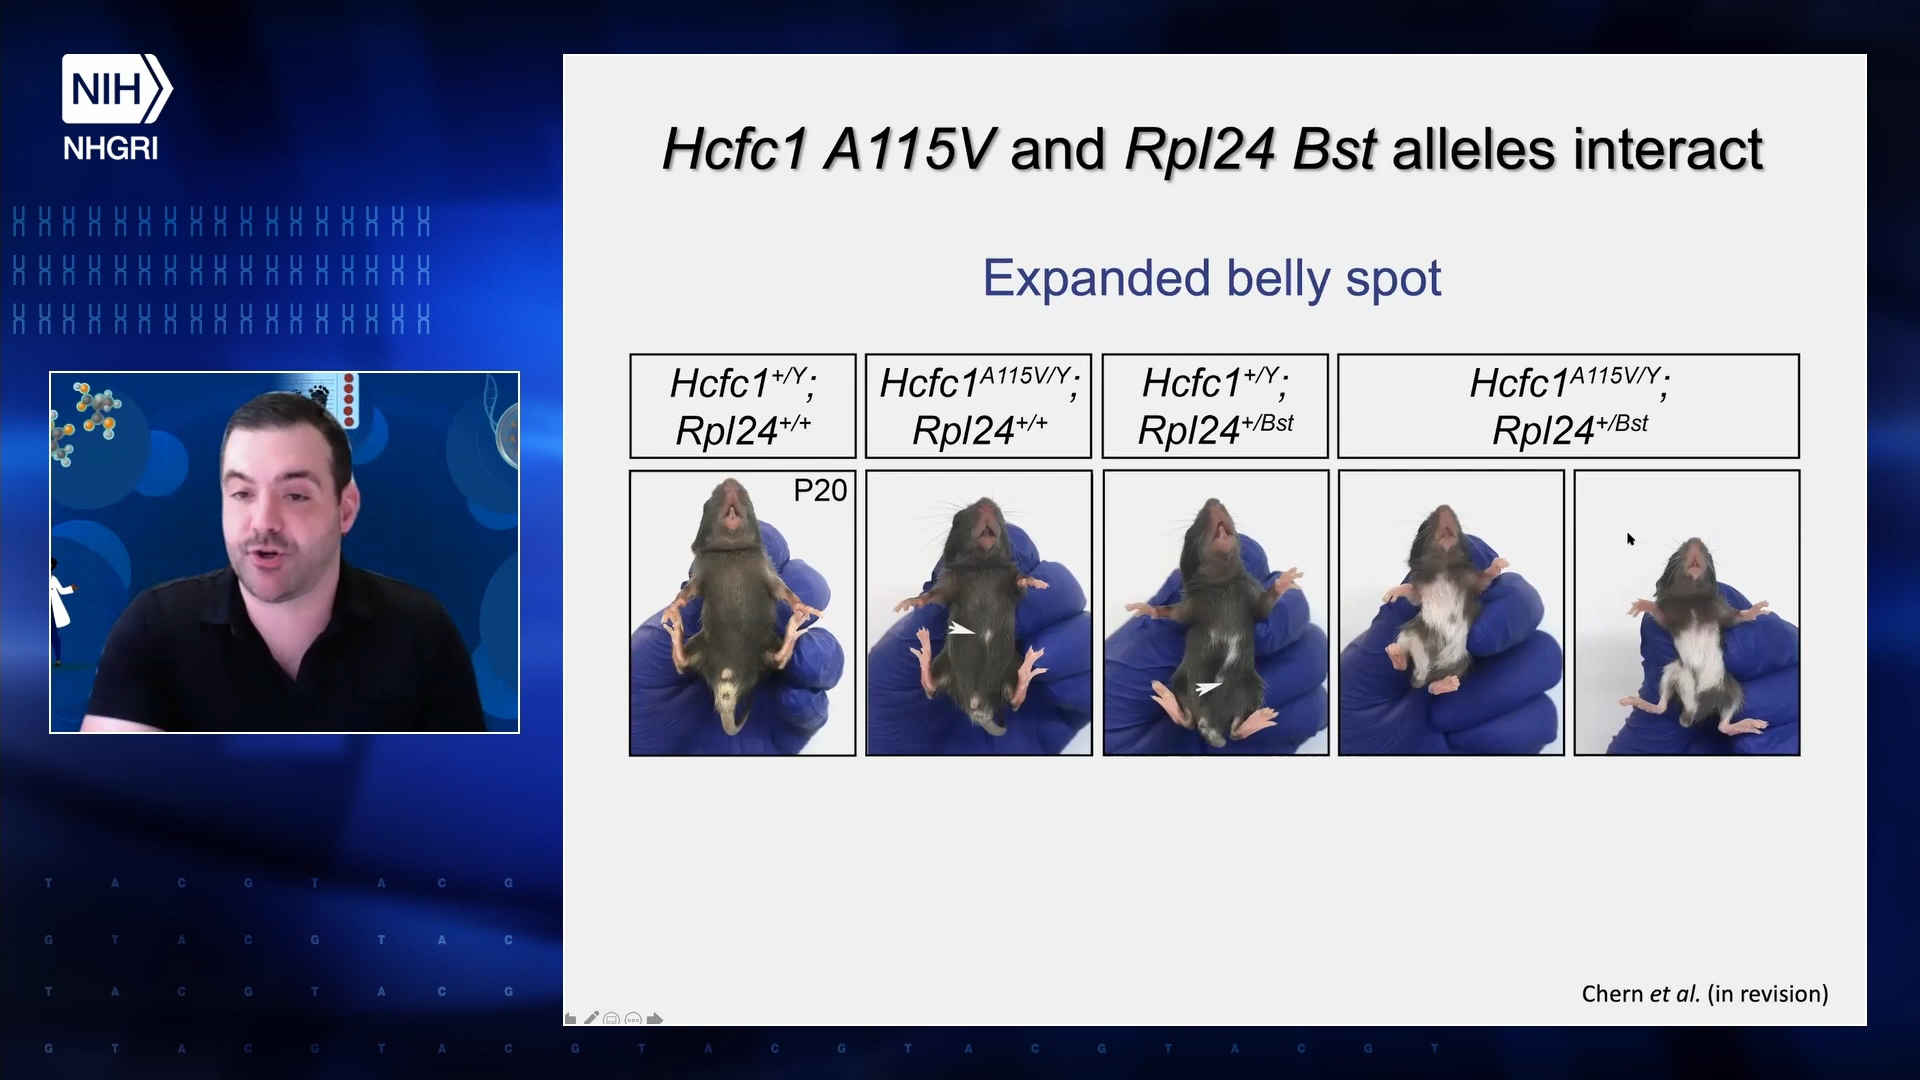 NIH
NHGRI
Hcfc1 A115V and Rpl24 Bst alleles interact
Expanded belly spot
Hcfc1+/Y;
Rpl24+/+
Hcfc1A115V/Y;
Rpl24+/+
Hcfc1+/Y;
Rpl24+/Bst
Hcfc1A115V/Y;
Rpl24+/Bst
P20
Chern et al. (in revision)
T A C G T A C G
G T A C G T A C
T A C G T A C G
G T A C G T A C G T A C G T A C G T A C G T